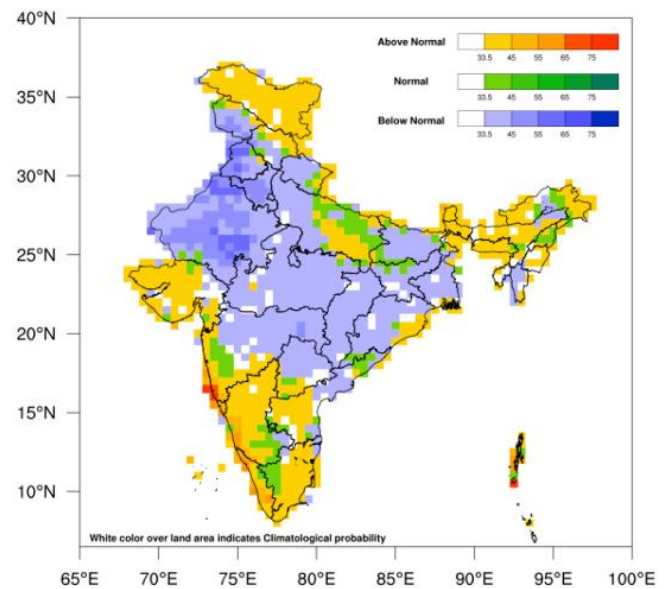 40°N
35°N
30°N
25°N
20°N
15°N
10°N
Above Normal
33.5 45 55 65 75
Normal
33.5 45 55 65 75
Below Normal
33.5 45 55 65 75
White color over land area indicates Climatological probability
65°E 70°E 75°E 80°E 85°E 90°E 95°E 100°E